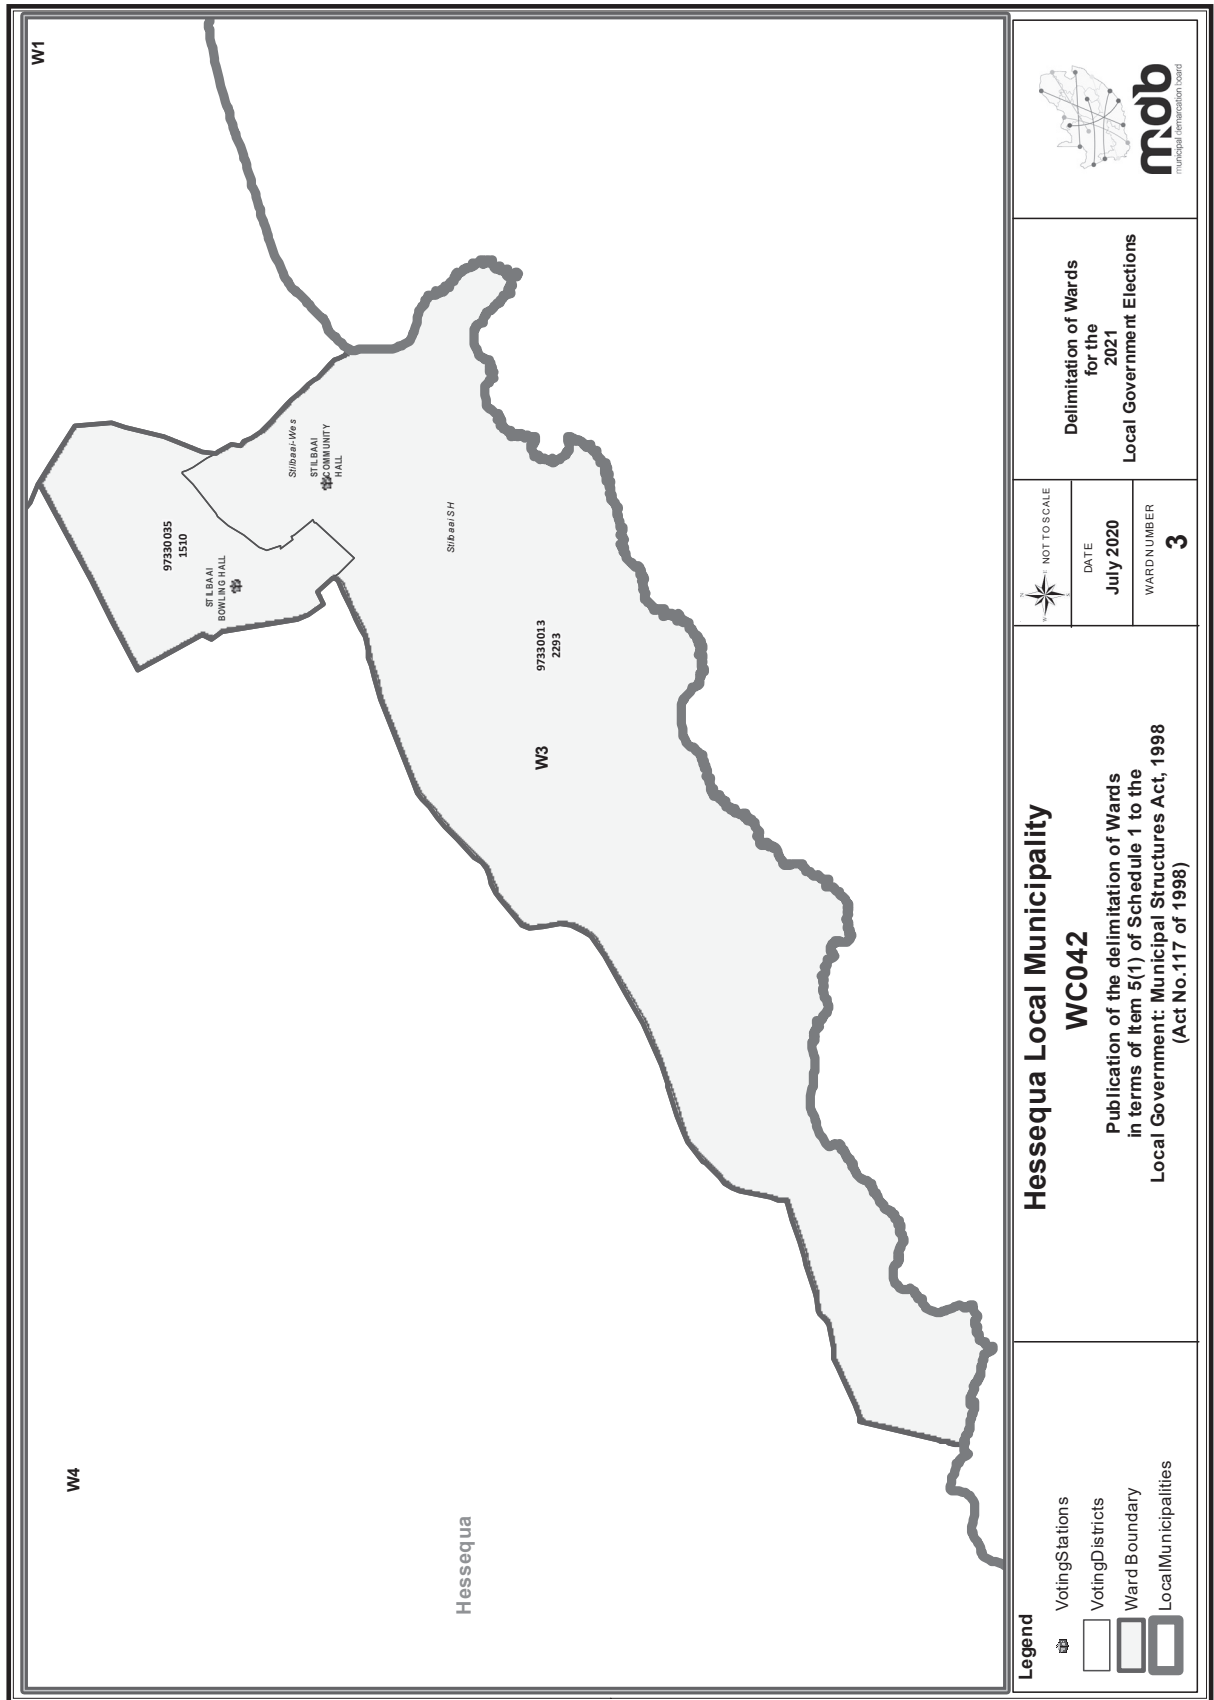 W1
W4
Hessequa
97330035
1510
STILBAAI
BOWLING HALL
Stilbaai-Wes
STILBAAI
COMMUNITY
HALL
Stilbaai SH
97330013
2293
W3
Legend
VotingStations
VotingDistricts
Ward Boundary
LocalMunicipalities
Hessequa Local Municipality
WC042
Publication of the delimitation of Wards
in terms of Item 5(1) of Schedule 1 to the
Local Government: Municipal Structures Act, 1998
(Act No.117 of 1998)
N
W
E
S
NOT TO SCALE
DATE
July 2020
WARD NUMBER
3
Delimitation of Wards
for the
2021
Local Government Elections
mdb
municipal demarcation board